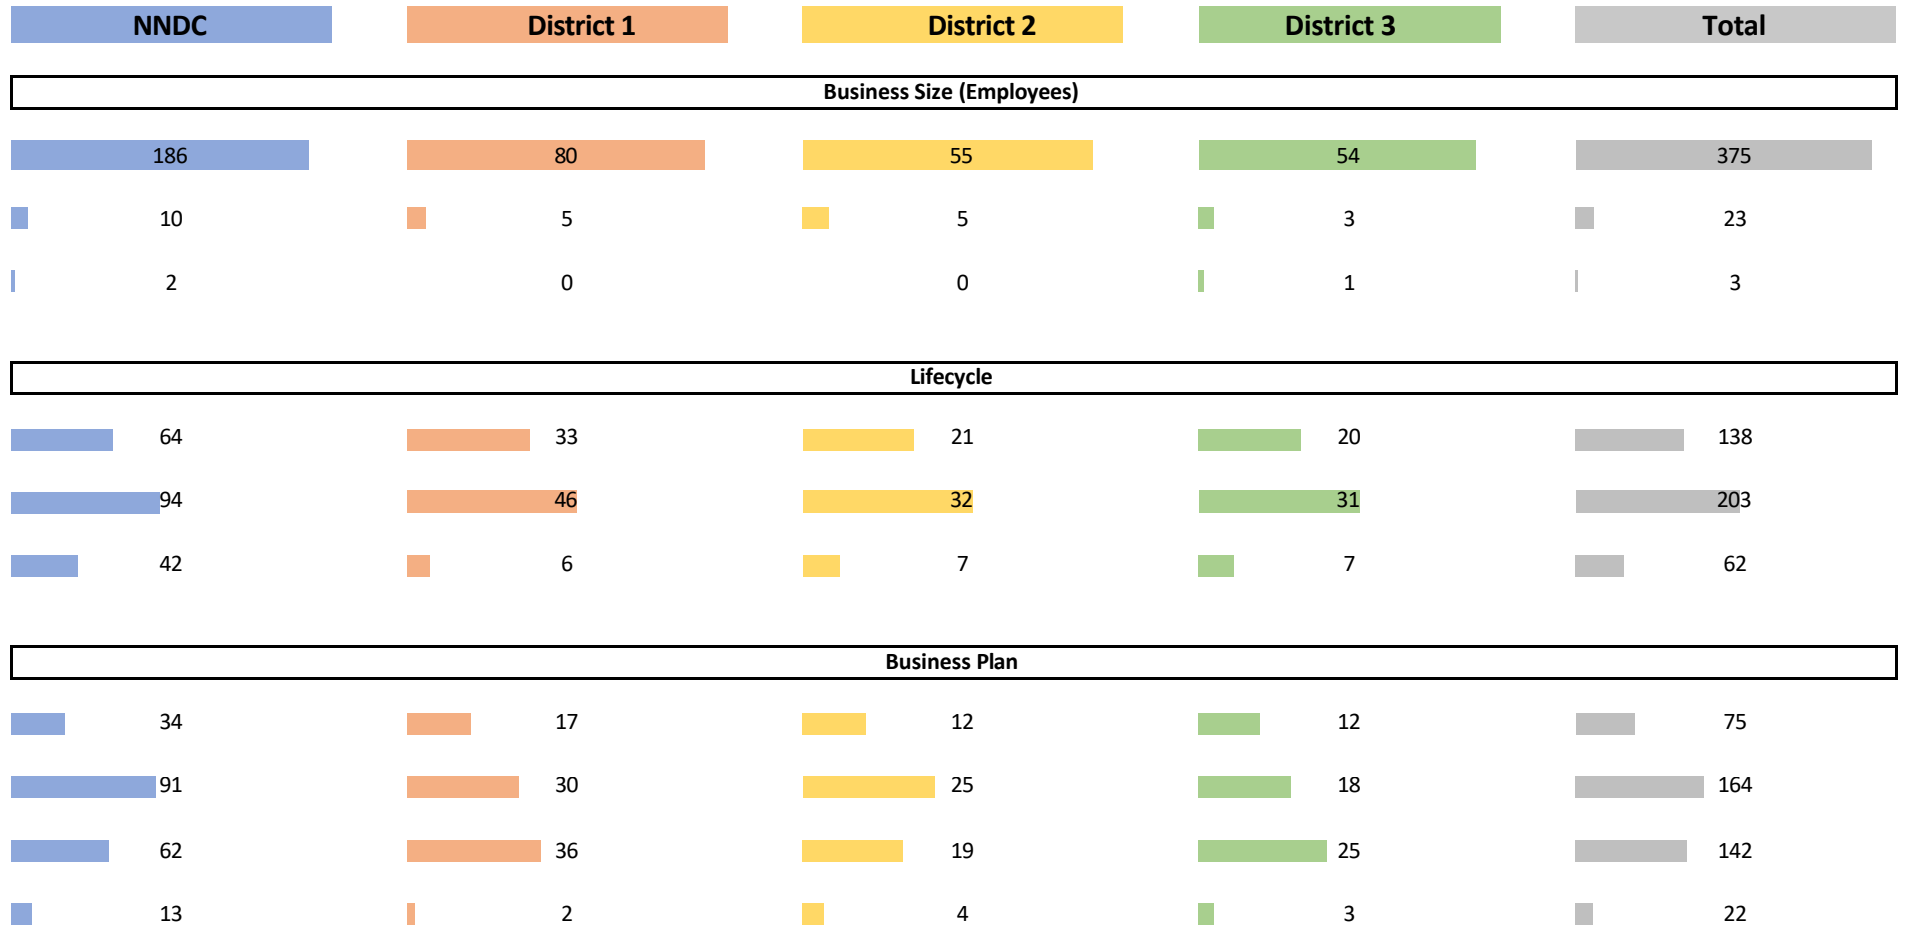 NNDC District 1 District 2 District 3 Total
Business Size (Employees)
186 80 55 54 375
10 5 5 3 23
2 0 0 1 3
Lifecycle
64 33 21 20 138
94 46 32 31 203
42 6 7 7 62
Business Plan
34 17 12 12 75
91 30 25 18 164
62 36 19 25 142
13 2 4 3 22